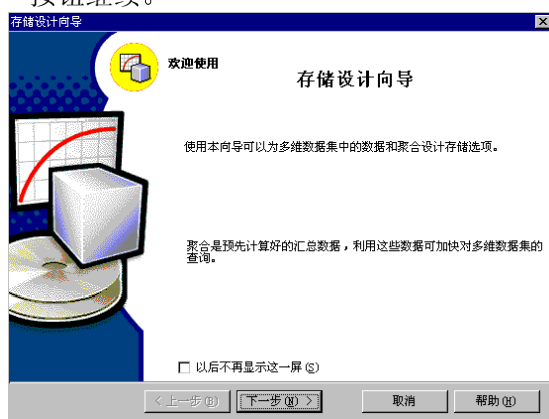 按钮继续。
存储设计向导
欢迎使用
存储设计向导
使用本向导可以为多维数据集中的数据和聚合设计存储选项。
聚合是预先计算好的汇总数据，利用这些数据可加快对多维数据集的
查询。
以后不再显示这一屏(S)
< 上一步(B) 下一步(N) > 取消 帮助(H)